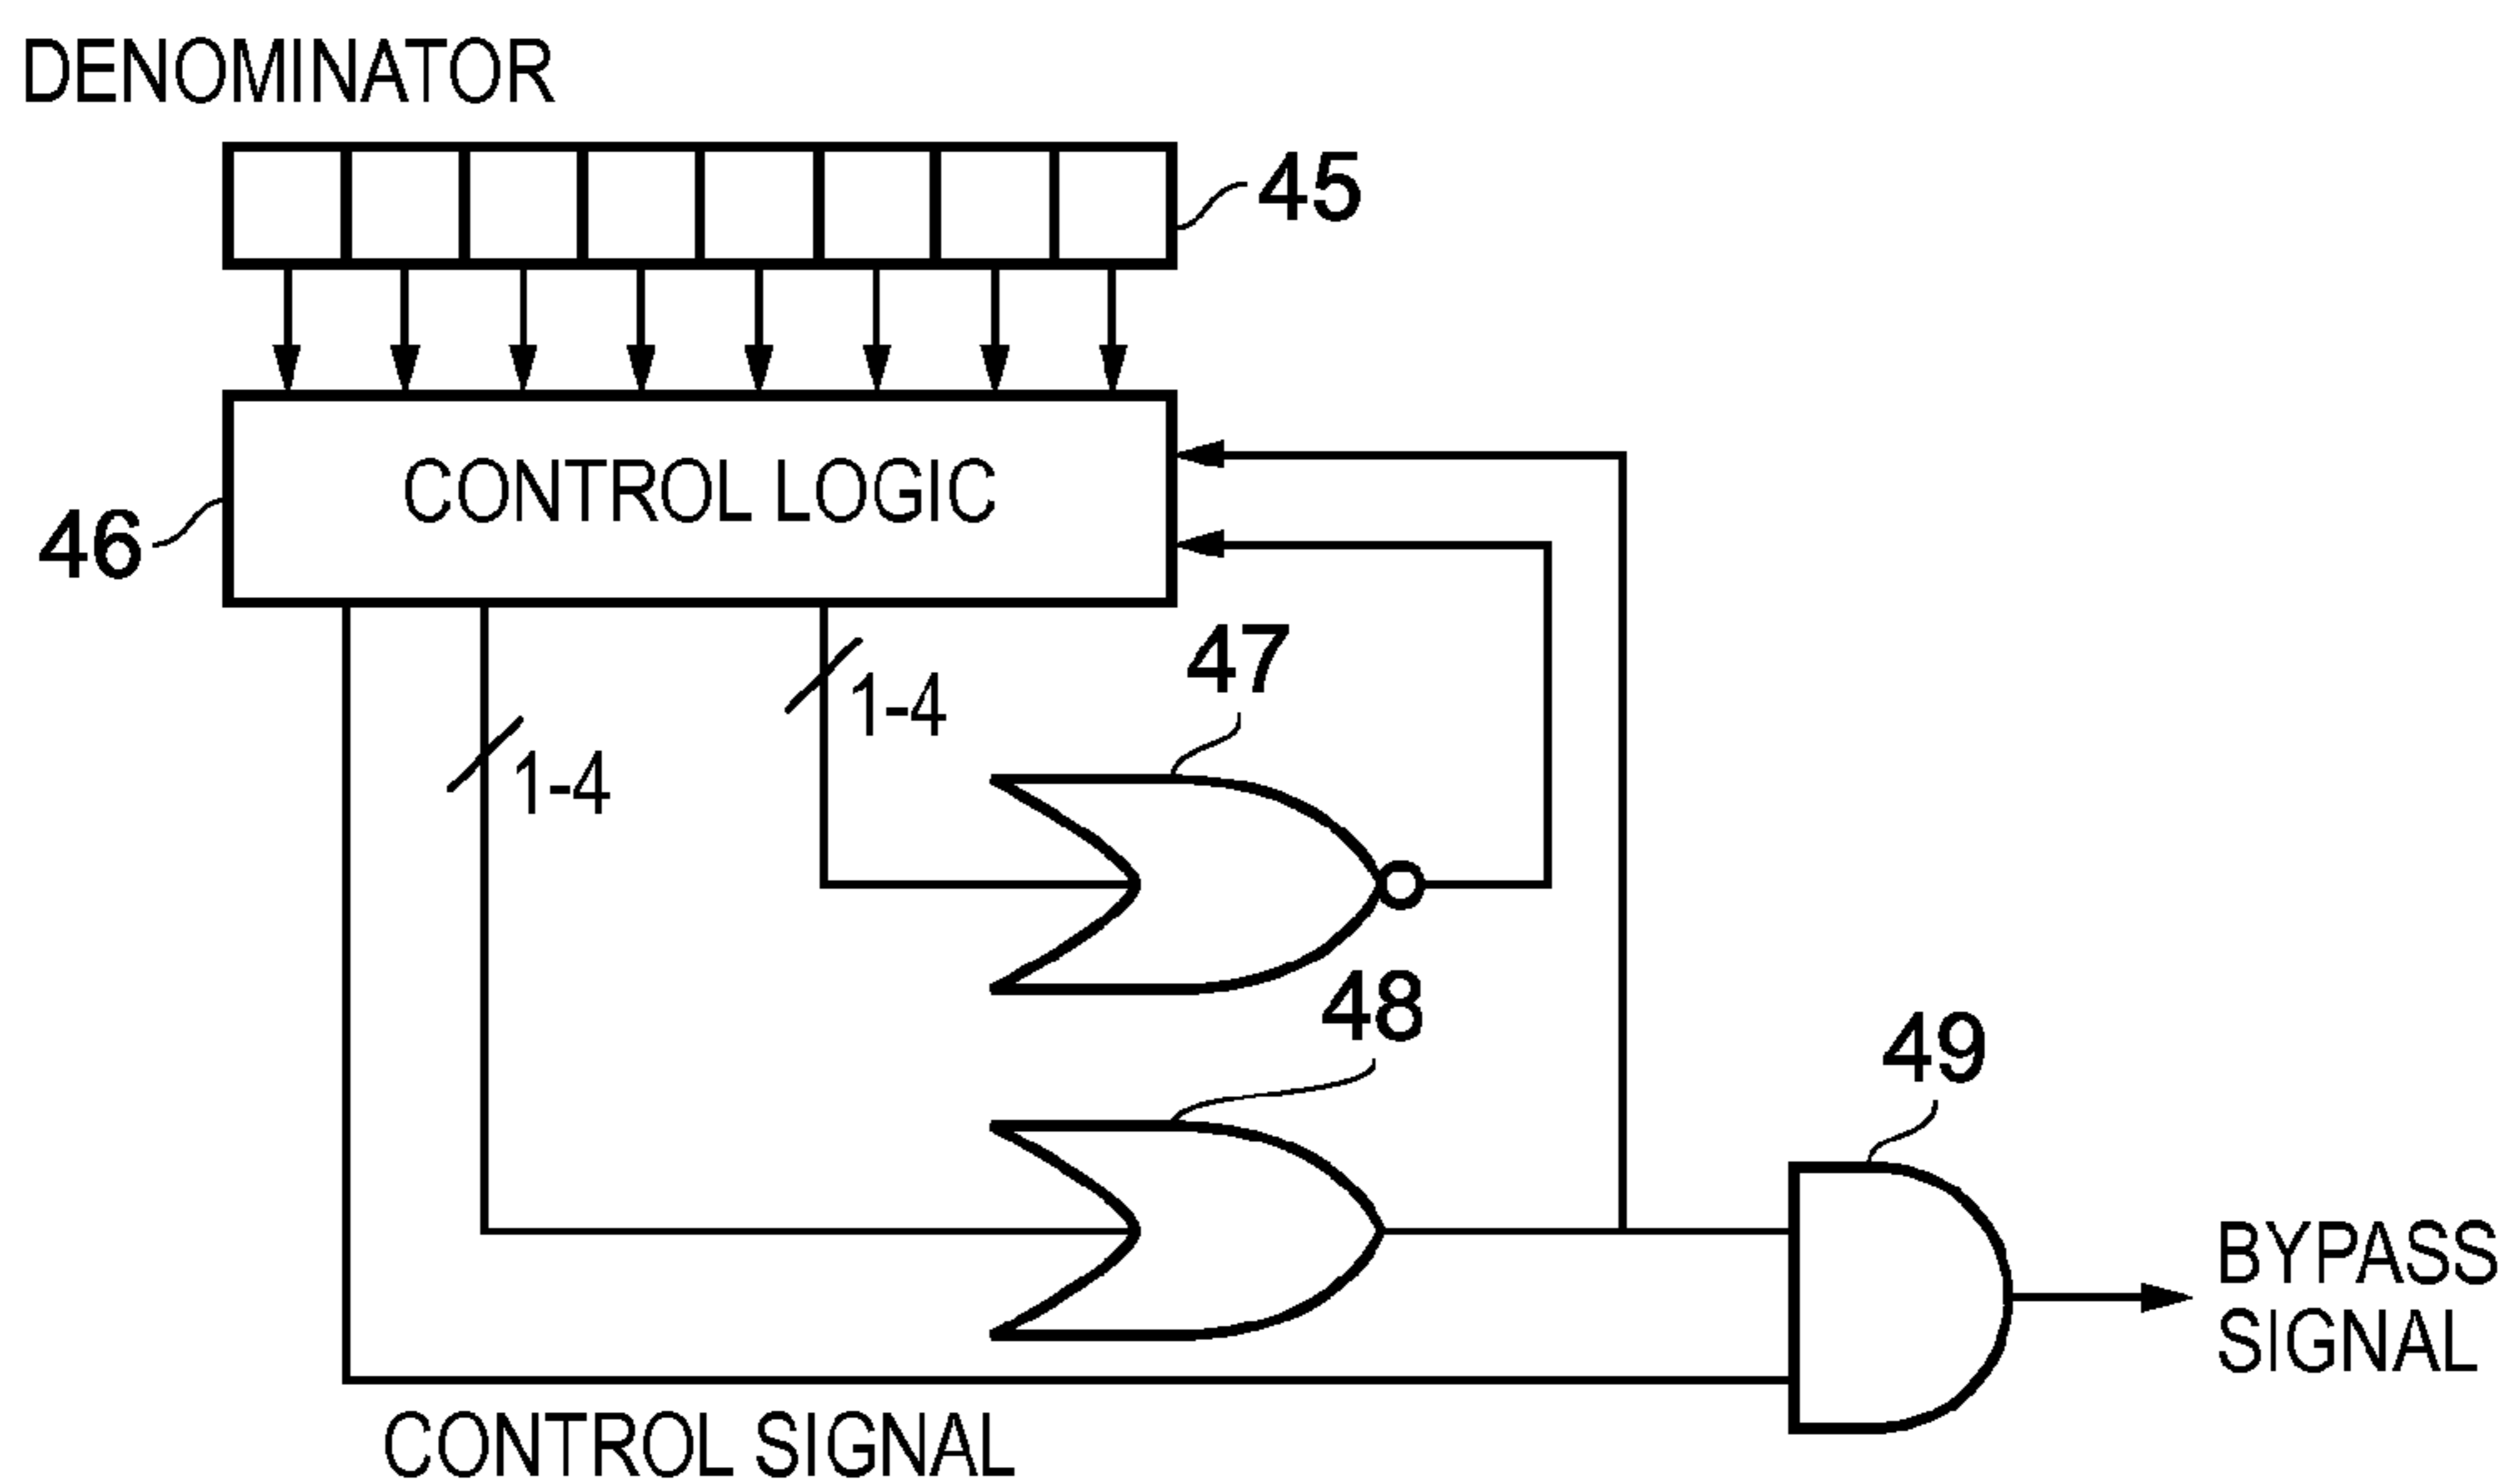 DENOMINATOR
45
CONTROL LOGIC
46
47
1-4
1-4
48
49
BYPASS
SIGNAL
CONTROL SIGNAL